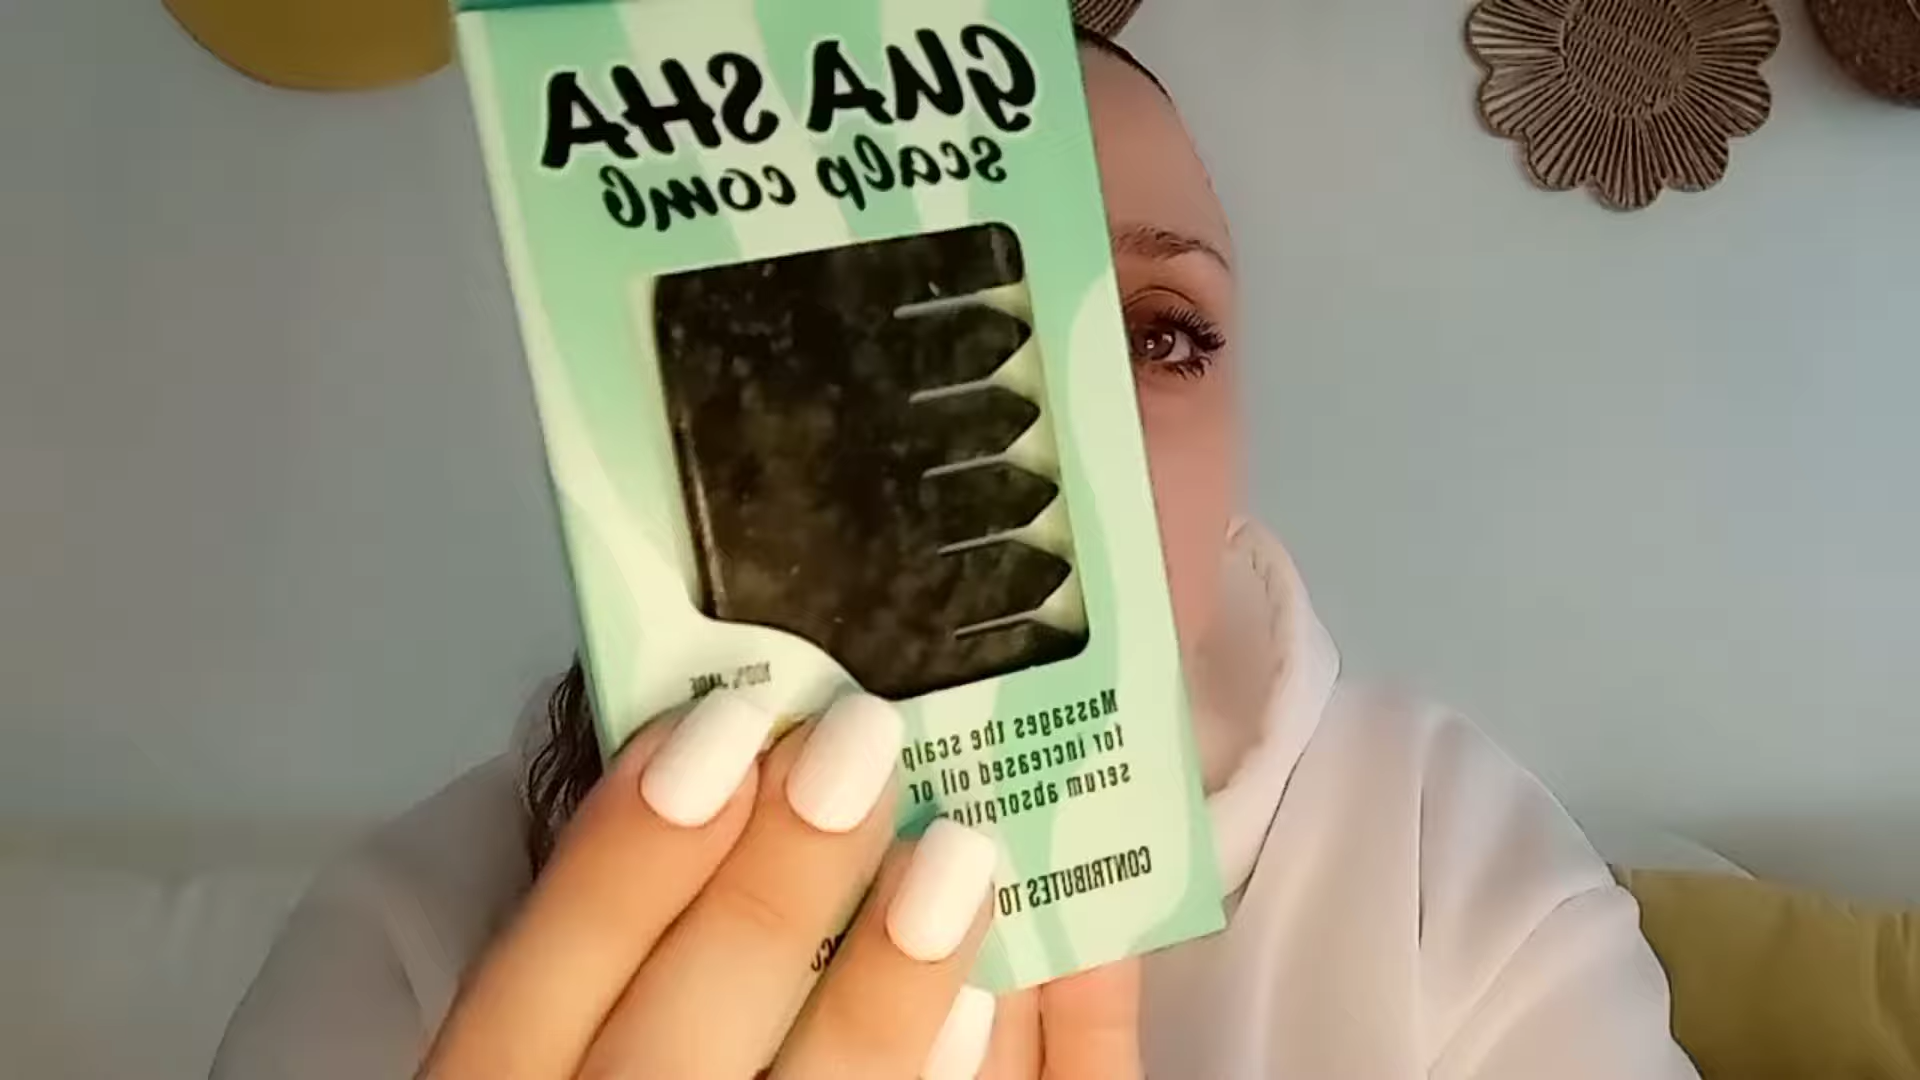 GUA SHA
scalp comb
100% JADE
Massages the scalp
for increased oil or
serum absorption
CONTRIBUTES TO